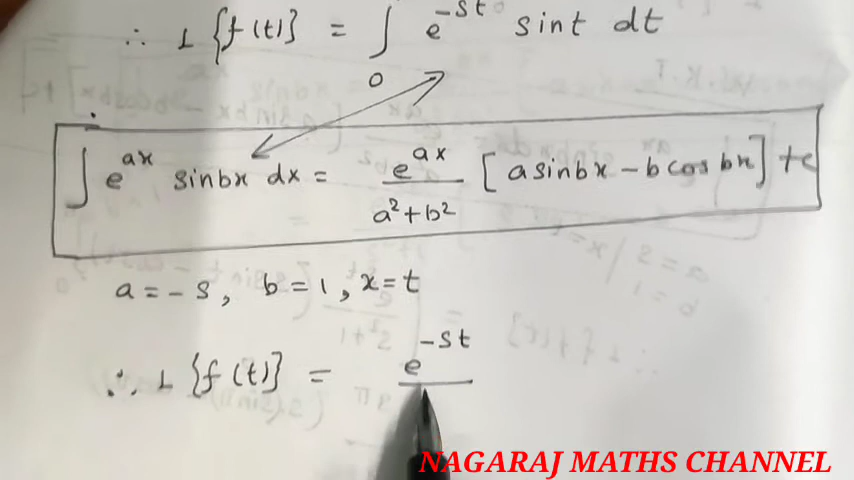 ∴ L {f(t)} = ∫₀ e^{-st} sint dt
∫ e^{ax} sinbx dx = e^{ax}/(a²+b²) [asinbx - bcosbx] + c
a = -s, b = 1, x = t
∴ L {f(t)} = e^{-st}
NAGARAJ MATHS CHANNEL